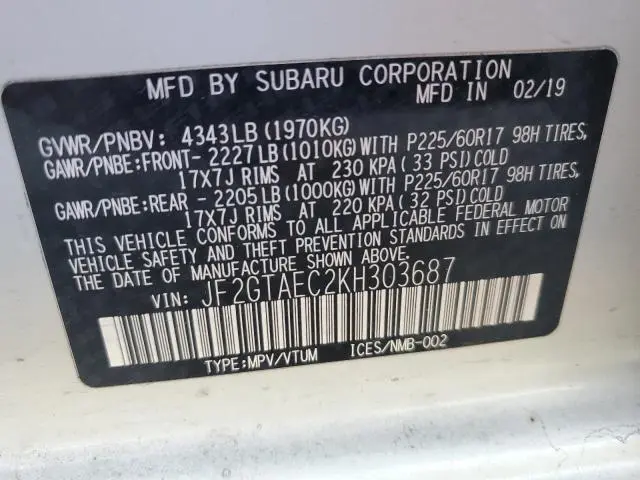 MFD BY SUBARU CORPORATION
MFD IN 02/19
GVWR/PNBV: 4343LB(1970KG)
GAWR/PNBE:FRONT-2227LB(1010KG)WITH P225/60R17 98H TIRES,
17X7J RIMS AT 230 KPA(33 PSI)COLD
GAWR/PNBE:REAR -2205LB(1000KG)WITH P225/60R17 98H TIRES,
17X7J RIMS AT 220 KPA(32 PSI)COLD
THIS VEHICLE CONFORMS TO ALL APPLICABLE FEDERAL MOTOR
VEHICLE SAFETY AND THEFT PREVENTION STANDARDS IN EFFECT ON
THE DATE OF MANUFACTURE SHOWN ABOVE.
VIN: JF2GTAEC2KH303687
TYPE:MPV/VTUM ICES/NMB-002